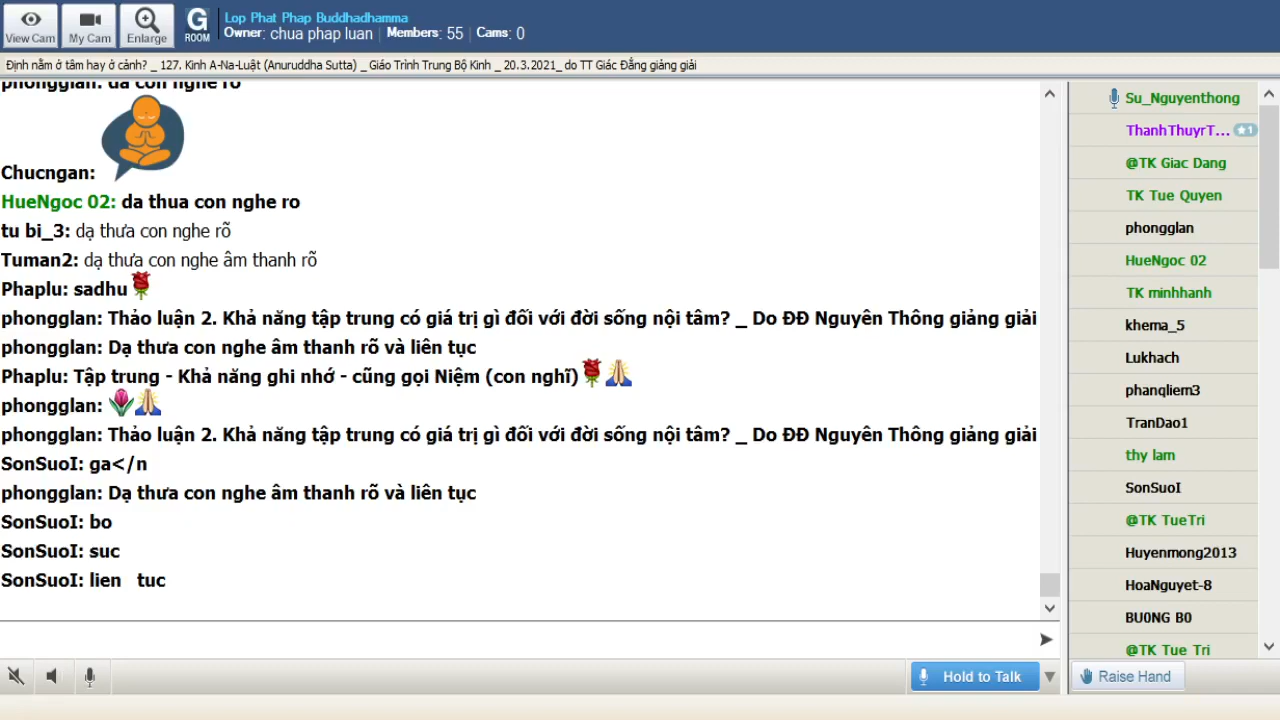 View Cam
My Cam
Enlarge
G
ROOM
Lop Phat Phap Buddhadhamma
Owner: chua phap luan | Members: 55 | Cams: 0
Định nằm ở tâm hay ở cảnh? _ 127. Kinh A-Na-Luật (Anuruddha Sutta) _ Giáo Trình Trung Bộ Kinh _ 20.3.2021_ do TT Giác Đẳng giảng giải
phongglan: da con nghe ro
Chucngan:
HueNgoc 02: da thua con nghe ro
tu bi_3: dạ thưa con nghe rõ
Tuman2: dạ thưa con nghe âm thanh rõ
Phaplu: sadhu
phongglan: Thảo luận 2. Khả năng tập trung có giá trị gì đối với đời sống nội tâm? _ Do ĐĐ Nguyên Thông giảng giải
phongglan: Dạ thưa con nghe âm thanh rõ và liên tục
Phaplu: Tập trung - Khả năng ghi nhớ - cũng gọi Niệm (con nghĩ)
phongglan:
phongglan: Thảo luận 2. Khả năng tập trung có giá trị gì đối với đời sống nội tâm? _ Do ĐĐ Nguyên Thông giảng giải
SonSuoI: ga</n
phongglan: Dạ thưa con nghe âm thanh rõ và liên tục
SonSuoI: bo
SonSuoI: suc
SonSuoI: lien tuc
Hold to Talk
Su_Nguyenthong
ThanhThuyrT... 1
@TK Giac Dang
TK Tue Quyen
phongglan
HueNgoc 02
TK minhhanh
khema_5
Lukhach
phanqliem3
TranDao1
thy lam
SonSuoI
@TK TueTri
Huyenmong2013
HoaNguyet-8
BU0NG B0
@TK Tue Tri
Raise Hand